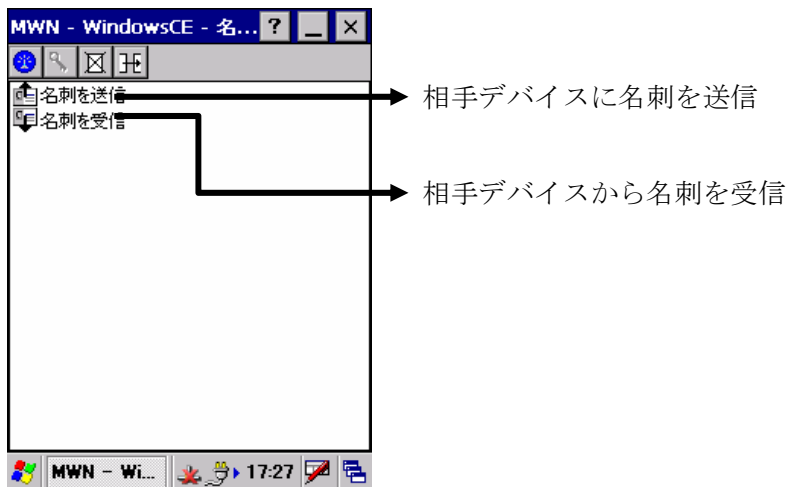 MWN - WindowsCE - 名... ? _ ×
名刺を送信
名刺を受信
相手デバイスに名刺を送信
相手デバイスから名刺を受信
MWN - Wi... 17:27